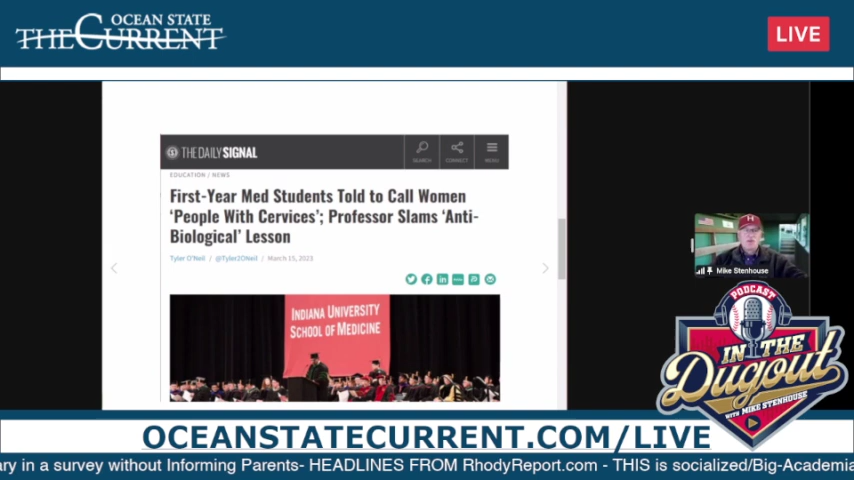 OCEAN STATE
THE CURRENT
LIVE
THE DAILY SIGNAL
SEARCH
CONNECT
MENU
EDUCATION / NEWS
First-Year Med Students Told to Call Women
‘People With Cervices’; Professor Slams ‘Anti-
Biological’ Lesson
Tyler O'Neil / @Tyler2ONeil / March 15, 2023
INDIANA UNIVERSITY
SCHOOL OF MEDICINE
Mike Stenhouse
PODCAST
IN THE
Dugout
WITH MIKE STENHOUSE
OCEANSTATECURRENT.COM/LIVE
ary in a survey without Informing Parents- HEADLINES FROM RhodyReport.com - THIS is socialized/Big-Academia